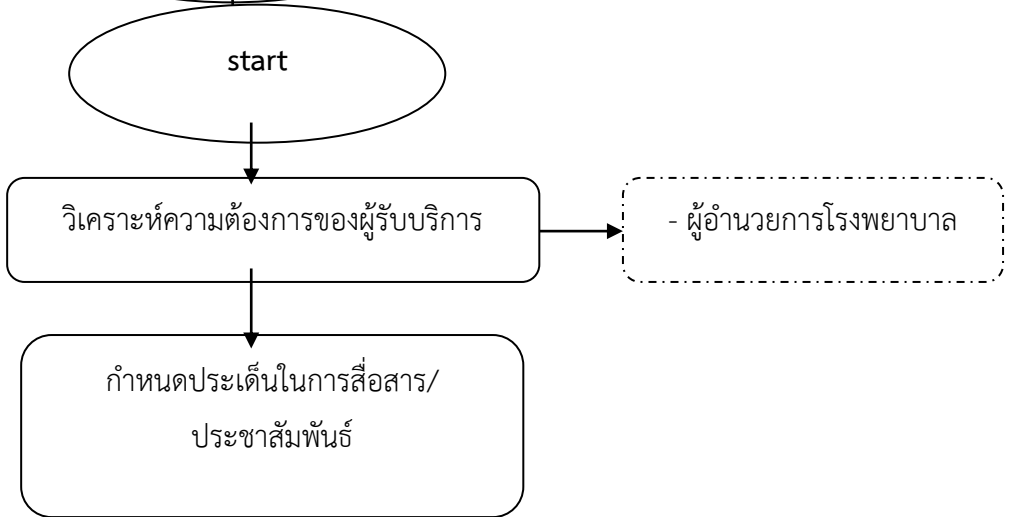 start
วิเคราะห์ความต้องการของผู้รับบริการ
- ผู้อำนวยการโรงพยาบาล
กำหนดประเด็นในการสื่อสาร/
ประชาสัมพันธ์